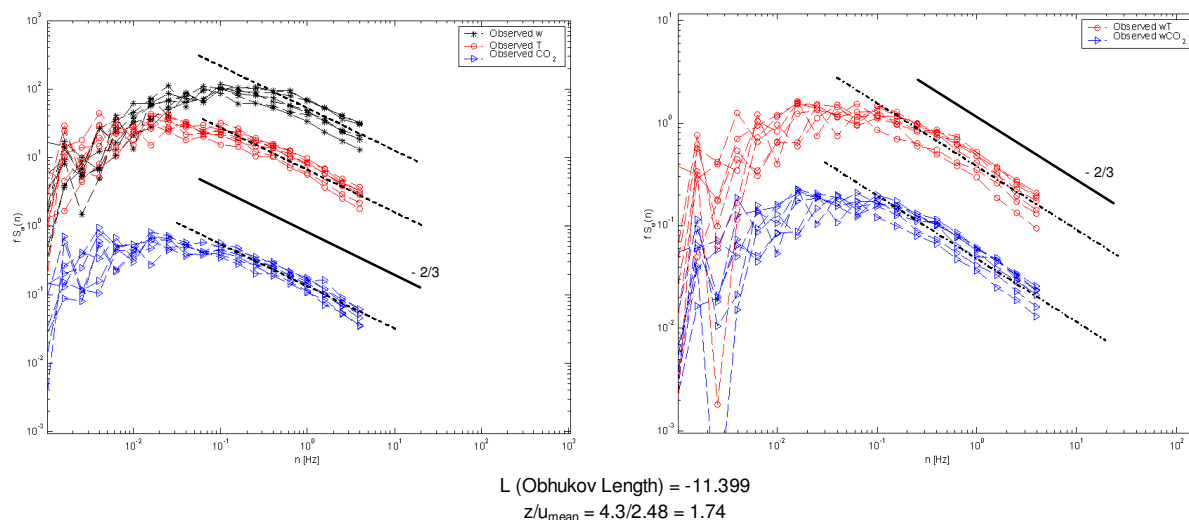 10³
10²
10¹
10⁰
10⁻¹
10⁻²
10⁻³
f Sᵤ(n)
Observed w
Observed T
Observed CO₂
- 2/3
10⁻²
10⁻¹
10⁰
10¹
10²
10³
n [Hz]
10¹
10⁰
10⁻¹
10⁻²
10⁻³
Observed wT
Observed wCO₂
- 2/3
10⁻²
10⁻¹
10⁰
10¹
10²
n [Hz]
L (Obhukov Length) = -11.399
z/uₘₑₐₙ = 4.3/2.48 = 1.74